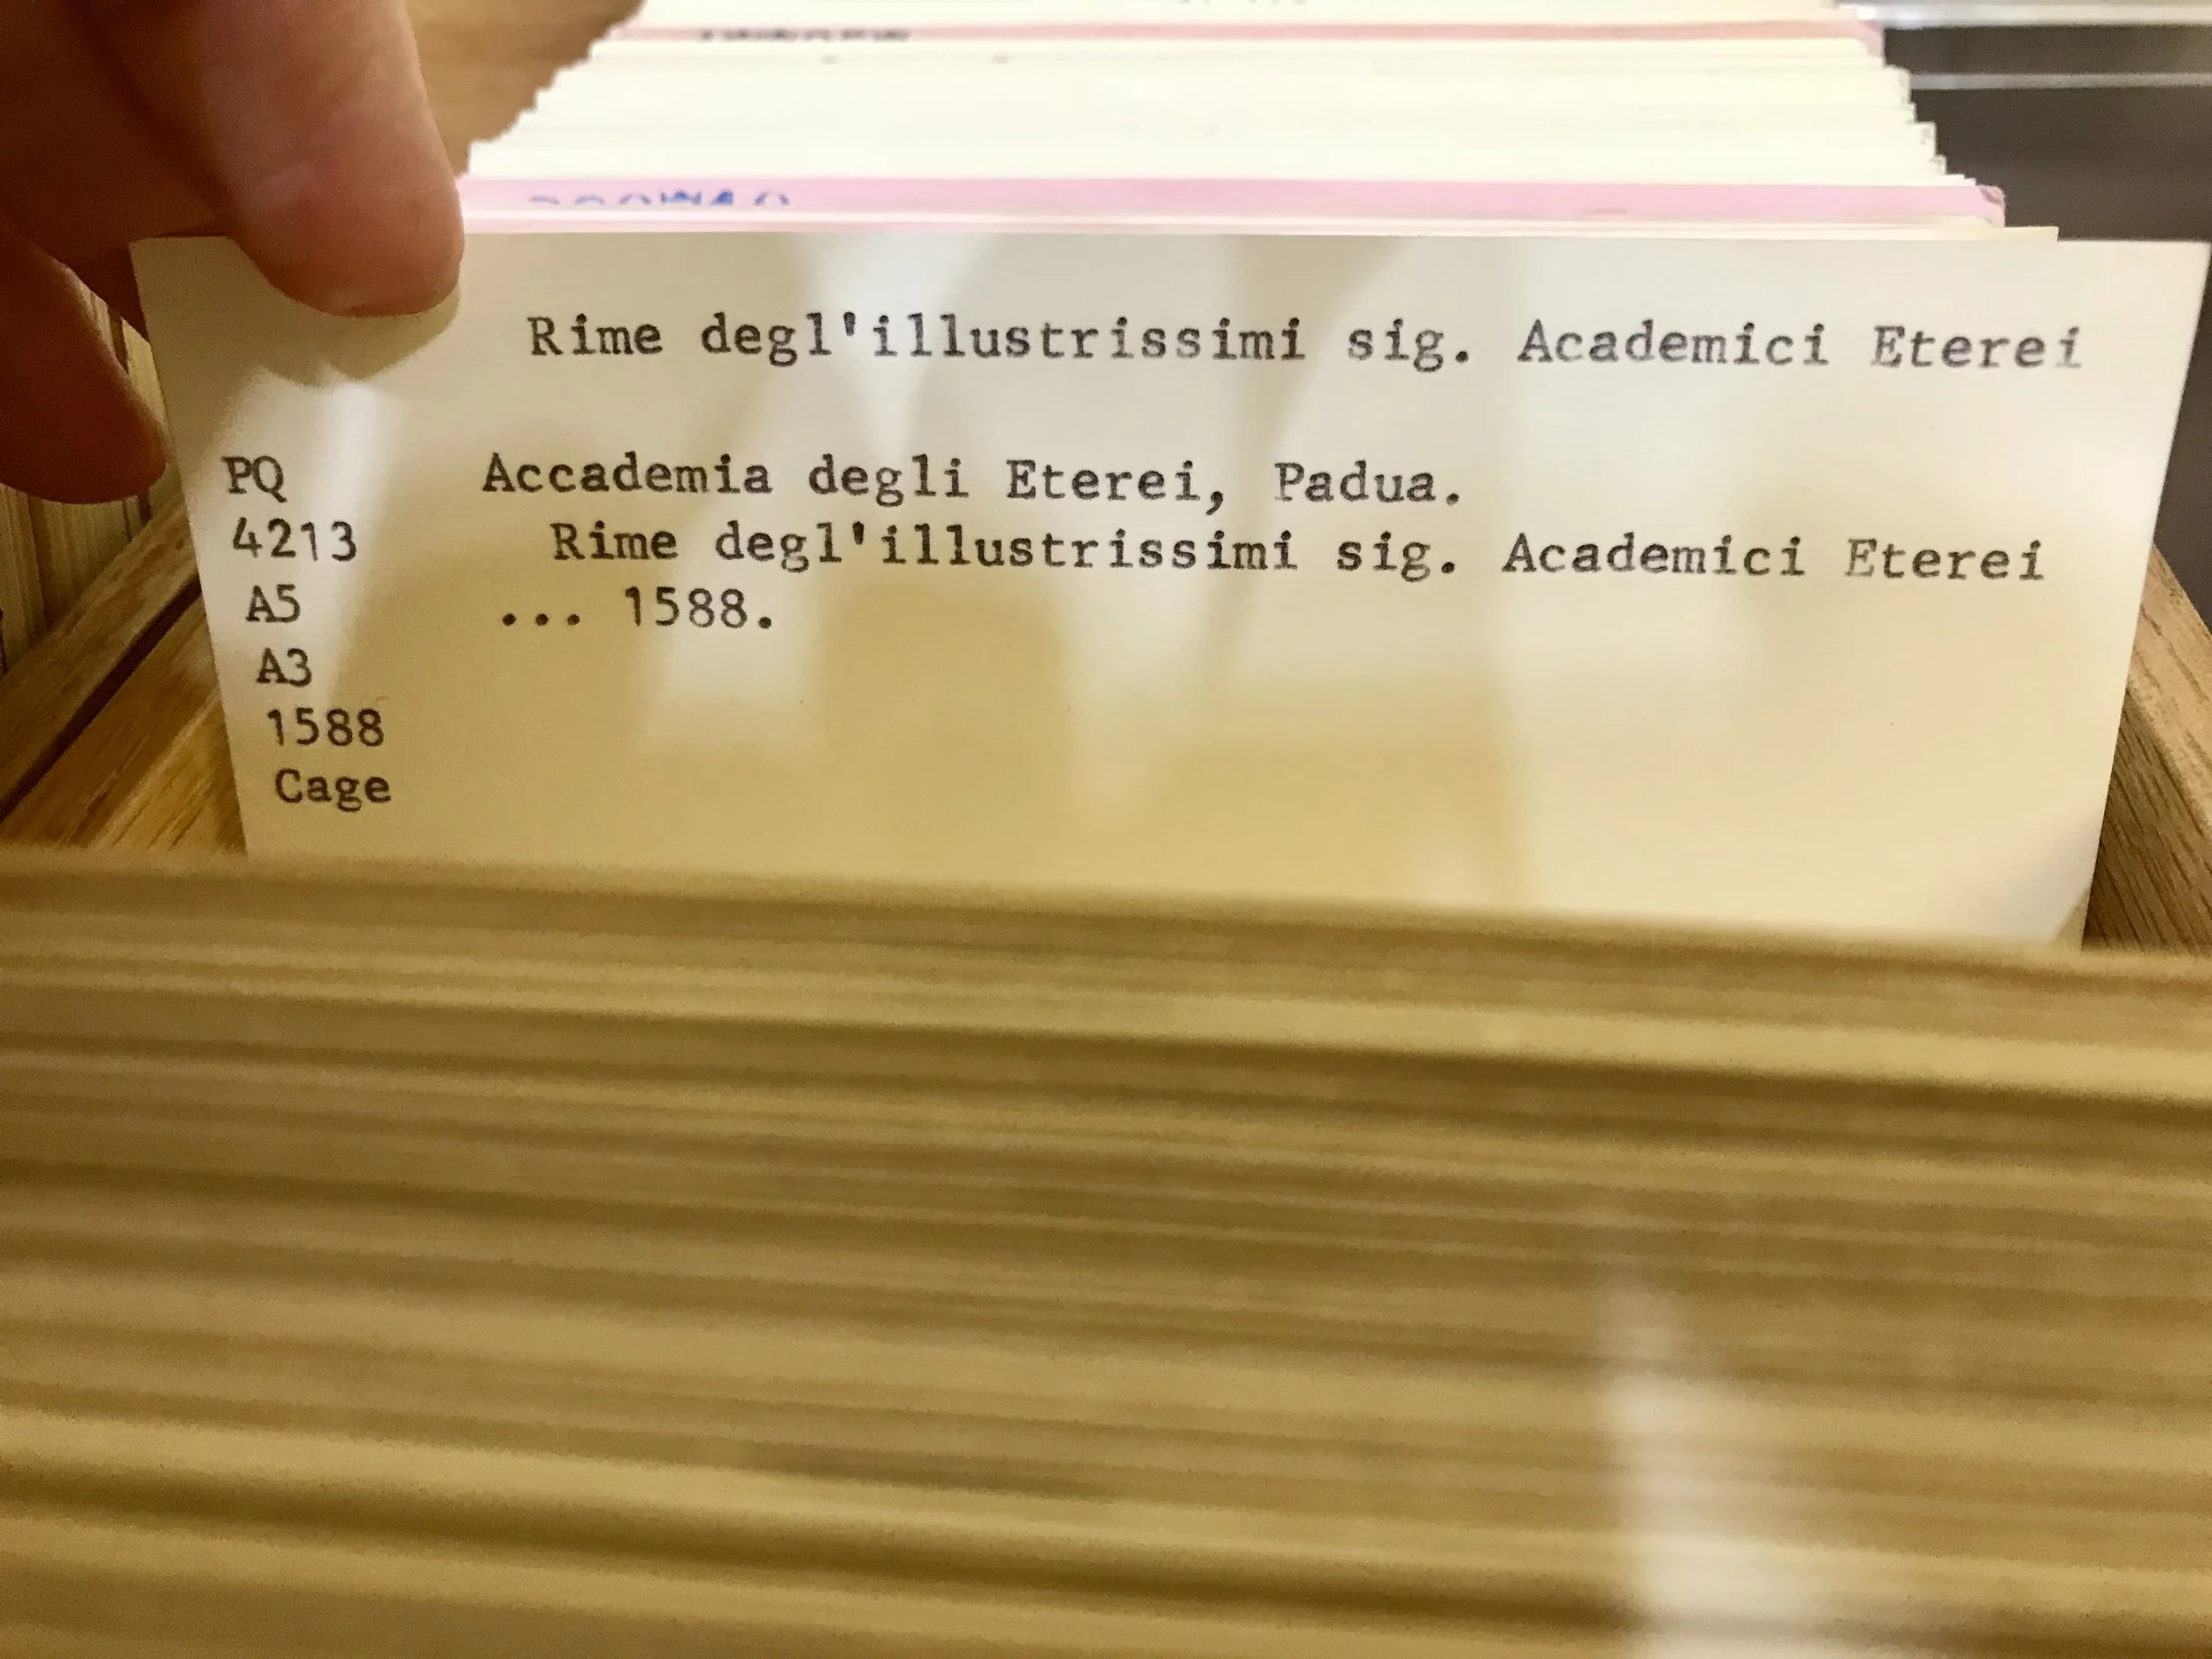 Rime degl'illustrissimi sig. Academici Eterei
PQ Accademia degli Eterei, Padua.
4213 Rime degl'illustrissimi sig. Academici Eterei
A5 ... 1588.
A3
1588
Cage